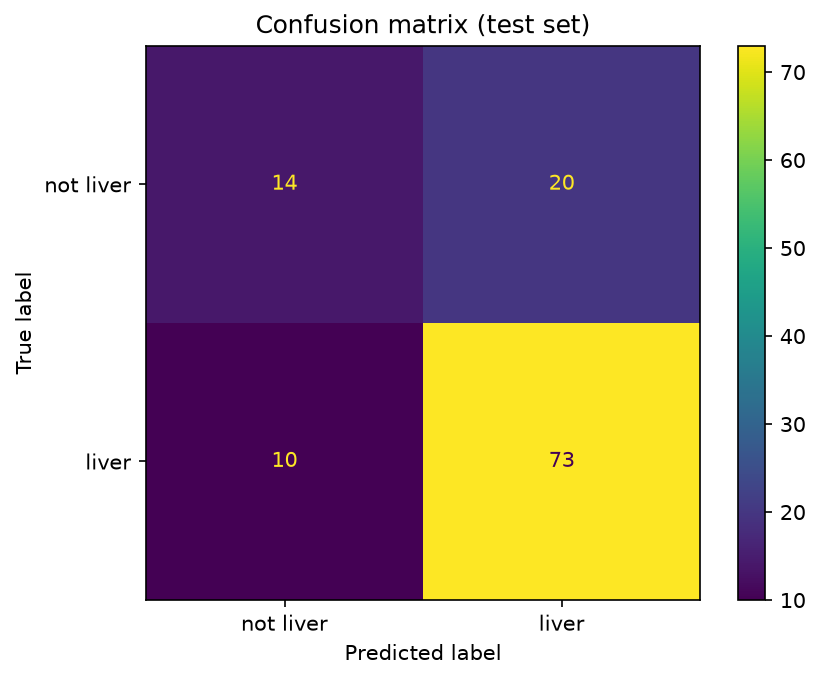 Confusion matrix (test set)
True label
not liver
14
20
liver
10
73
not liver
liver
Predicted label
70
60
50
40
30
20
10